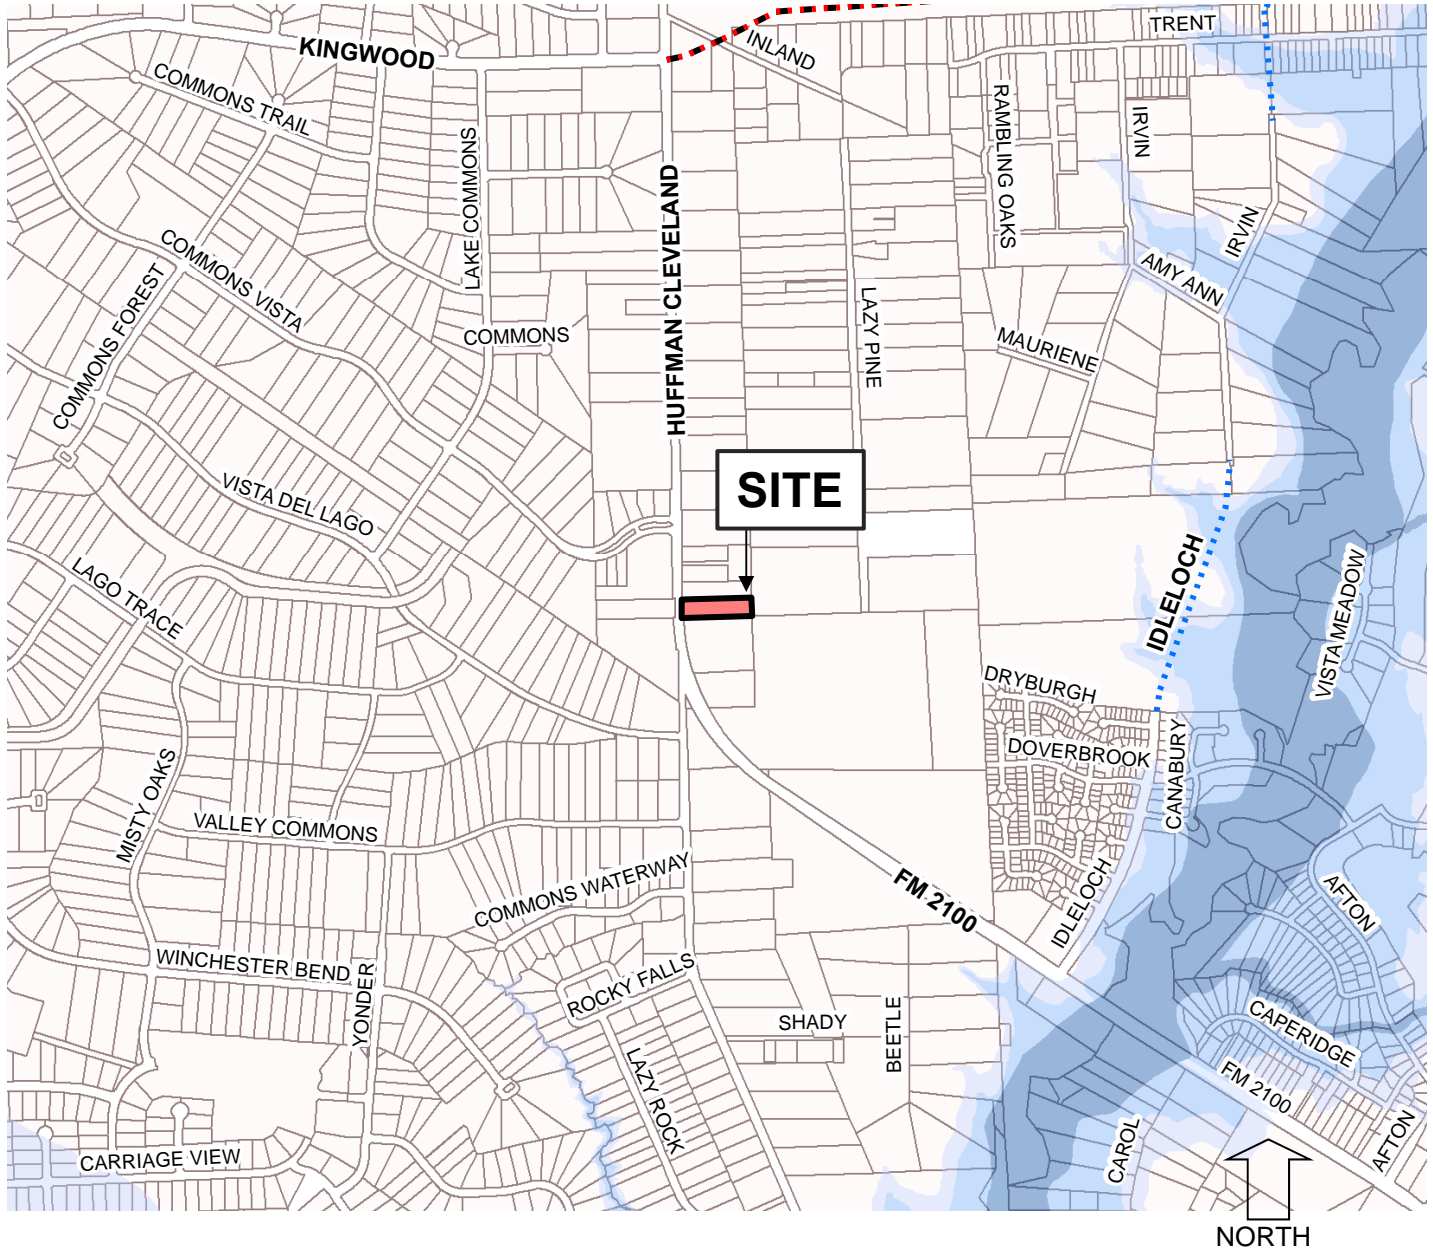 TRENT
KINGWOOD
INLAND
COMMONS TRAIL
RAMBLING OAKS
IRVIN
LAKE COMMONS
HUFFMAN CLEVELAND
COMMONS VISTA
IRVIN
AMY ANN
COMMONS FOREST
COMMONS
LAZY PINE
MAURIENE
SITE
VISTA DEL LAGO
IDLELOCH
VISTA MEADOW
LAGO TRACE
DRYBURGH
DOVERBROOK
CANABURY
MISTY OAKS
VALLEY COMMONS
COMMONS WATERWAY
FM 2100
IDLELOCH
AFTON
WINCHESTER BEND
YONDER
ROCKY FALLS
SHADY
BEETLE
CAPERIDGE
LAZY ROCK
FM 2100
CARRIAGE VIEW
CAROL
AFTON
NORTH